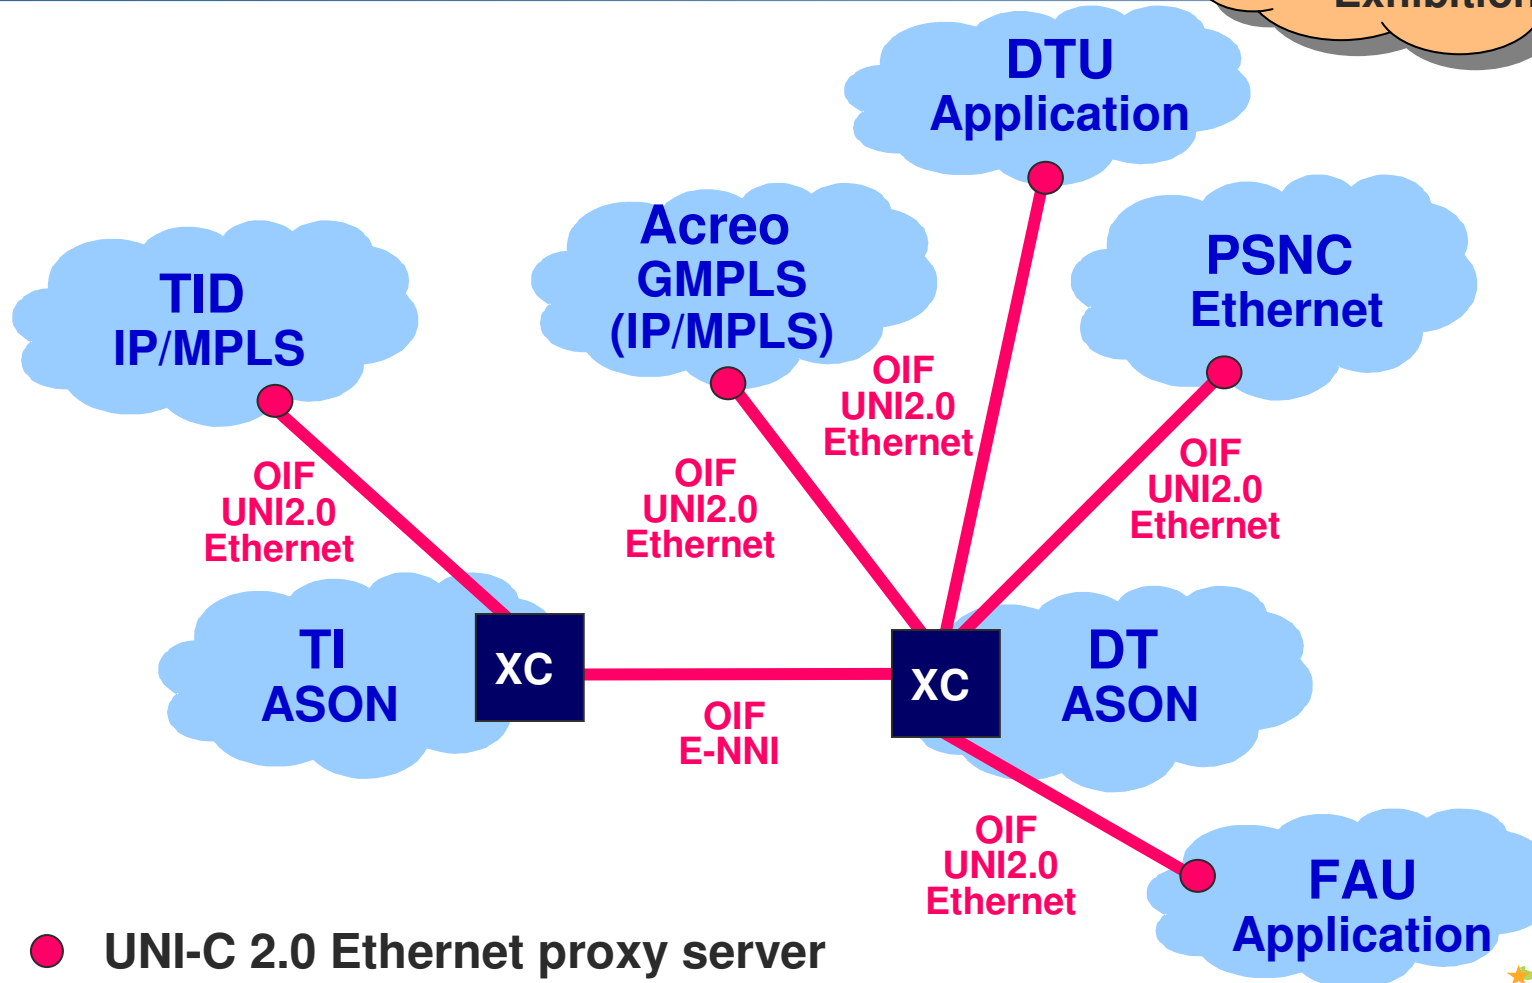 Exhibition
DTU
Application
Acreo
GMPLS
(IP/MPLS)
PSNC
Ethernet
TID
IP/MPLS
OIF
UNI2.0
Ethernet
OIF
UNI2.0
Ethernet
OIF
UNI2.0
Ethernet
OIF
UNI2.0
Ethernet
TI
ASON
XC
XC
DT
ASON
OIF
E-NNI
OIF
UNI2.0
Ethernet
FAU
Application
UNI-C 2.0 Ethernet proxy server